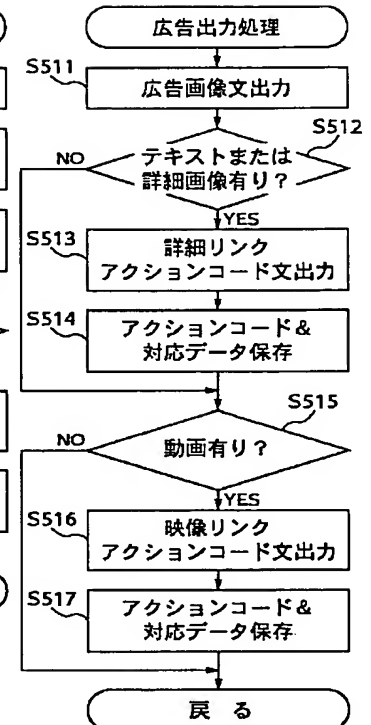 広告出力処理
S511
広告画像文出力
S512
NO
テキストまたは
詳細画像有り？
YES
S513
詳細リンク
アクションコード文出力
S514
アクションコード&
対応データ保存
S515
NO
動画有り？
YES
S516
映像リンク
アクションコード文出力
S517
アクションコード&
対応データ保存
戻る